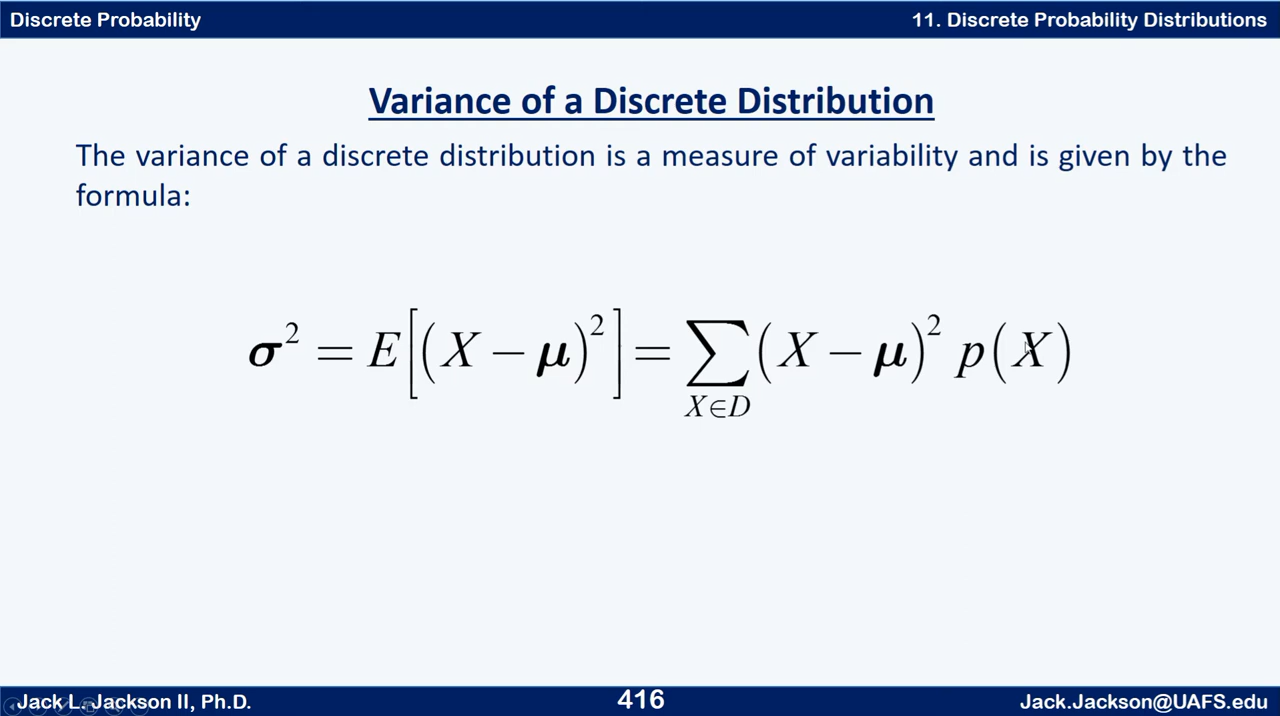 Discrete Probability
11. Discrete Probability Distributions
Variance of a Discrete Distribution
The variance of a discrete distribution is a measure of variability and is given by the
formula:
σ² = E[(X − μ)²] = ∑ (X − μ)² p(X)
X∈D
Jack L. Jackson II, Ph.D.
416
Jack.Jackson@UAFS.edu